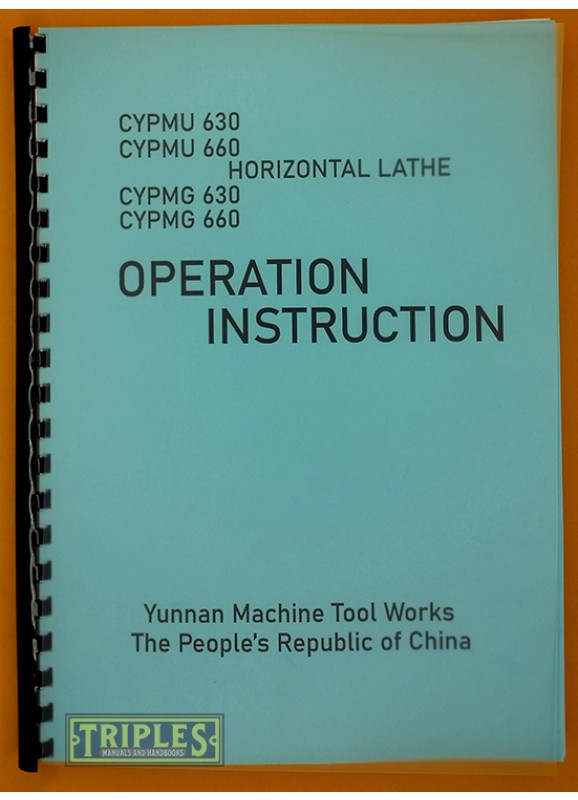 CYPMU 630
CYPMU 660
HORIZONTAL LATHE
CYPMG 630
CYPMG 660
OPERATION
INSTRUCTION
Yunnan Machine Tool Works
The People's Republic of China
TRIPLES
MANUALS AND HANDBOOKS